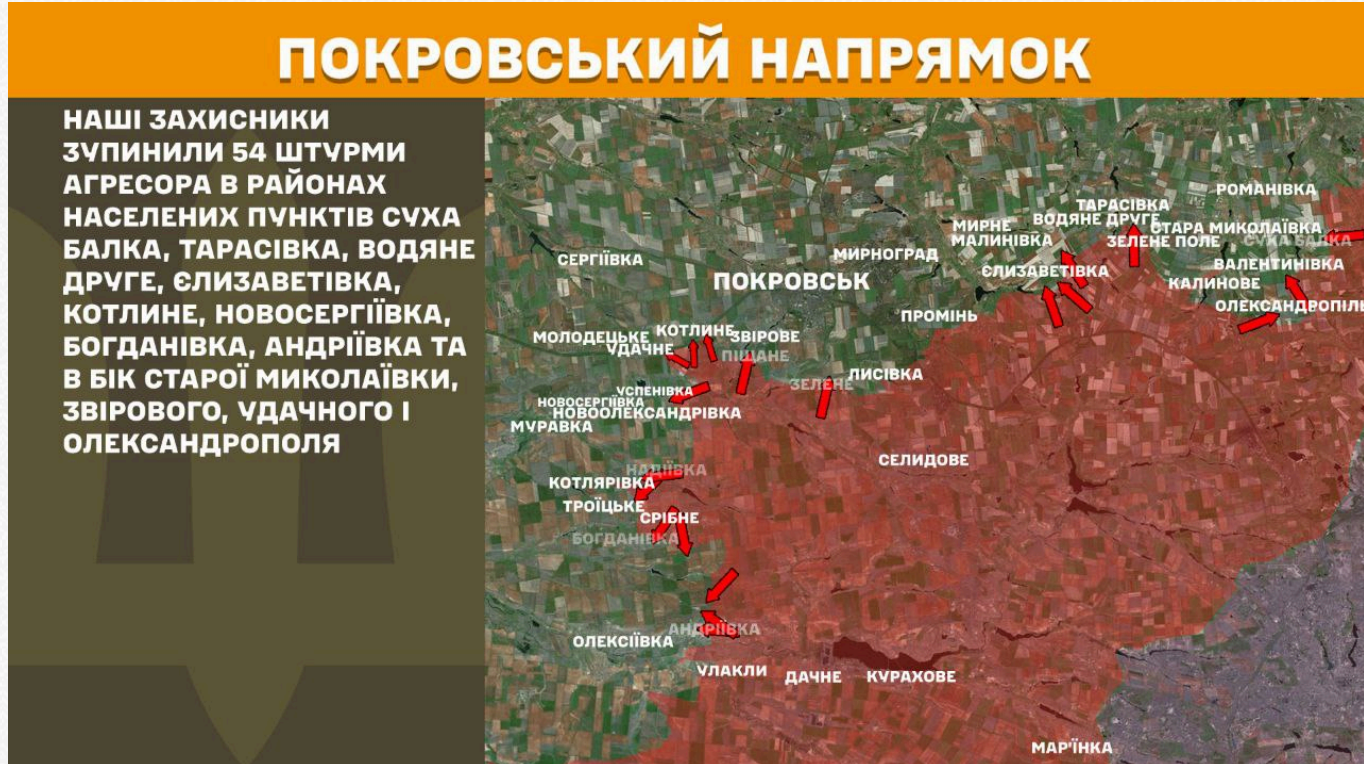 ПОКРОВСЬКИЙ НАПРЯМОК
НАШІ ЗАХИСНИКИ
ЗУПИНИЛИ 54 ШТУРМИ
АГРЕСОРА В РАЙОНАХ
НАСЕЛЕНИХ ПУНКТІВ СУХА
БАЛКА, ТАРАСІВКА, ВОДЯНЕ
ДРУГЕ, ЄЛИЗАВЕТІВКА,
КОТЛИНЕ, НОВОСЕРГІЇВКА,
БОГДАНІВКА, АНДРІЇВКА ТА
В БІК СТАРОЇ МИКОЛАЇВКИ,
ЗВІРОВОГО, УДАЧНОГО І
ОЛЕКСАНДРОПОЛЯ
РОМАНІВКА
ТАРАСІВКА
ВОДЯНЕ ДРУГЕ
МИРНЕ
СТАРА МИКОЛАЇВКА
МАЛИНІВКА
ЗЕЛЕНЕ ПОЛЕ
СУХА БАЛКА
МИРНОГРАД
СЕРГІЇВКА
ВАЛЕНТИНІВКА
ЄЛИЗАВЕТІВКА
ПОКРОВСЬК
КАЛИНОВЕ
ОЛЕКСАНДРОПІЛЬ
ПРОМІНЬ
КОТЛИНЕ
ЗВІРОВЕ
МОЛОДЕЦЬКЕ
УДАЧНЕ
ПІЩАНЕ
ЛИСІВКА
ЗЕЛЕНЕ
УСПЕНІВКА
НОВОСЕРГІЇВКА
НОВООЛЕКСАНДРІВКА
МУРАВКА
СЕЛИДОВЕ
НАДІЇВКА
КОТЛЯРІВКА
ТРОЇЦЬКЕ
СРІБНЕ
БОГДАНІВКА
АНДРІЇВКА
ОЛЕКСІЇВКА
УЛАКЛИ
ДАЧНЕ
КУРАХОВЕ
МАР'ЇНКА